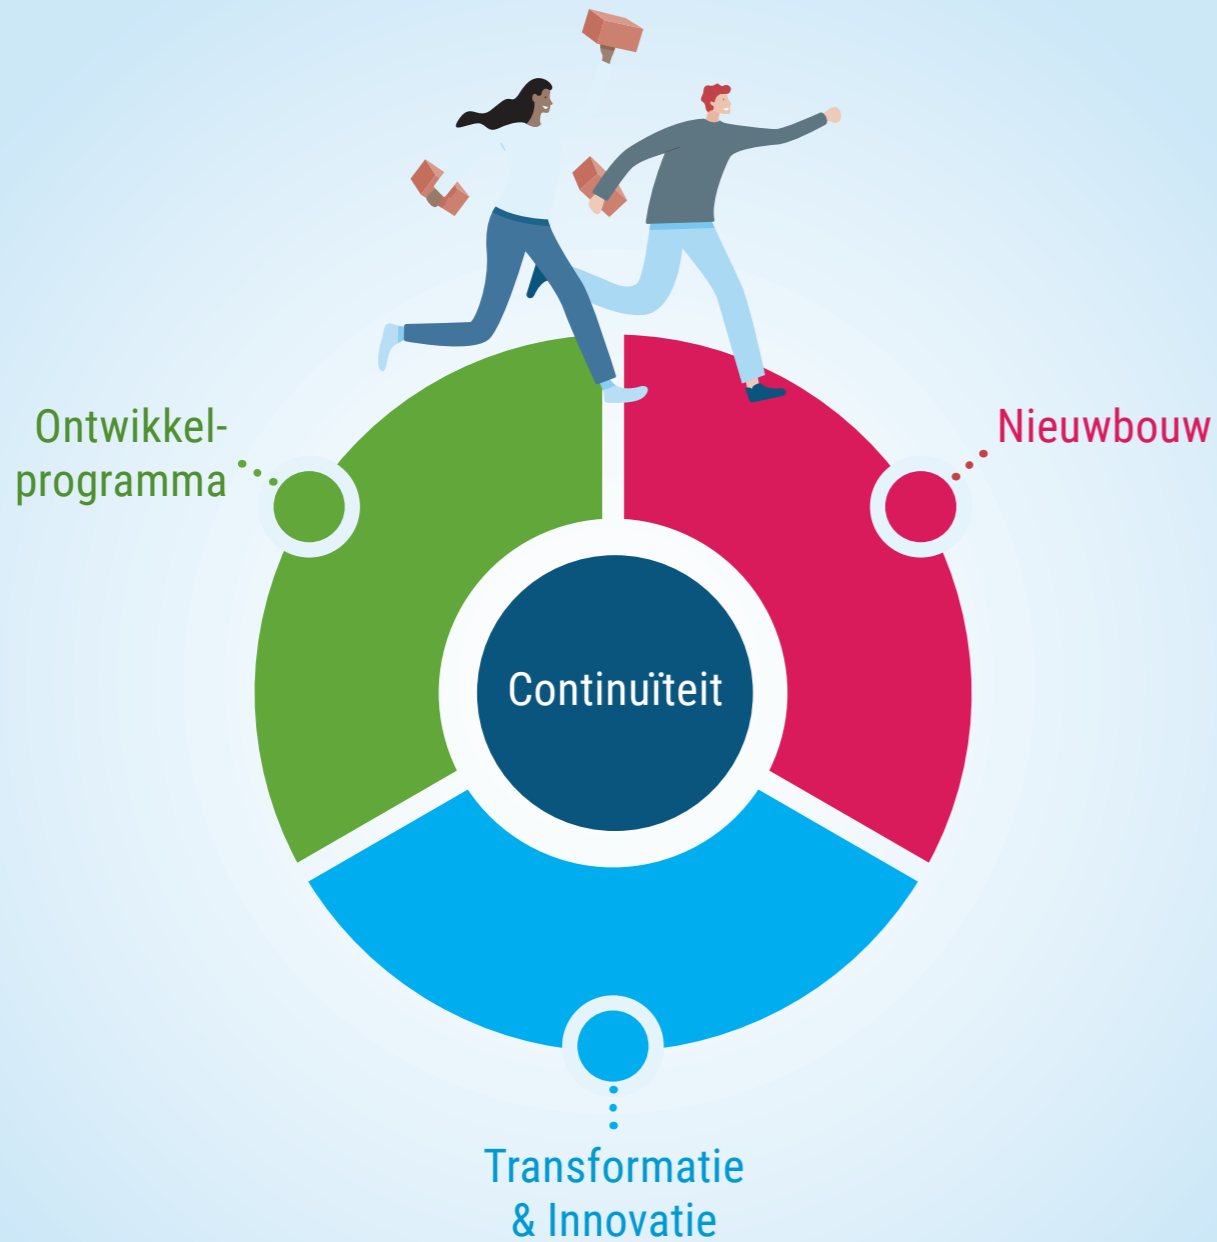 Ontwikkel-
programma
Nieuwbouw
Continuïteit
Transformatie
& Innovatie